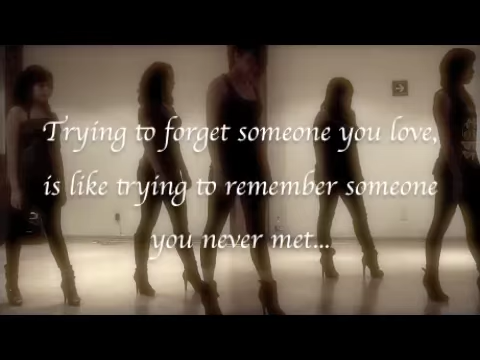 Trying to forget someone you love,
is like trying to remember someone
you never met...